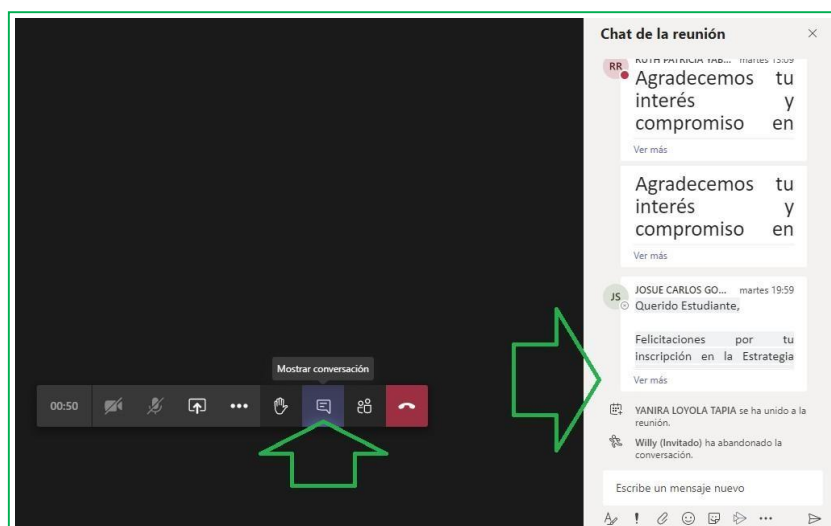 Chat de la reunión
RR
RUTH PATRICIA YAB... martes 13:09
Agradecemos tu
interés y
compromiso en
Ver más
Agradecemos tu
interés y
compromiso en
Ver más
JS
JOSUE CARLOS GO... martes 19:59
Querido Estudiante,
Felicitaciones por tu
inscripción en la Estrategia
Ver más
YANIRA LOYOLA TAPIA se ha unido a la
reunión.
Willy (Invitado) ha abandonado la
conversación.
Escribe un mensaje nuevo
Mostrar conversación
00:50